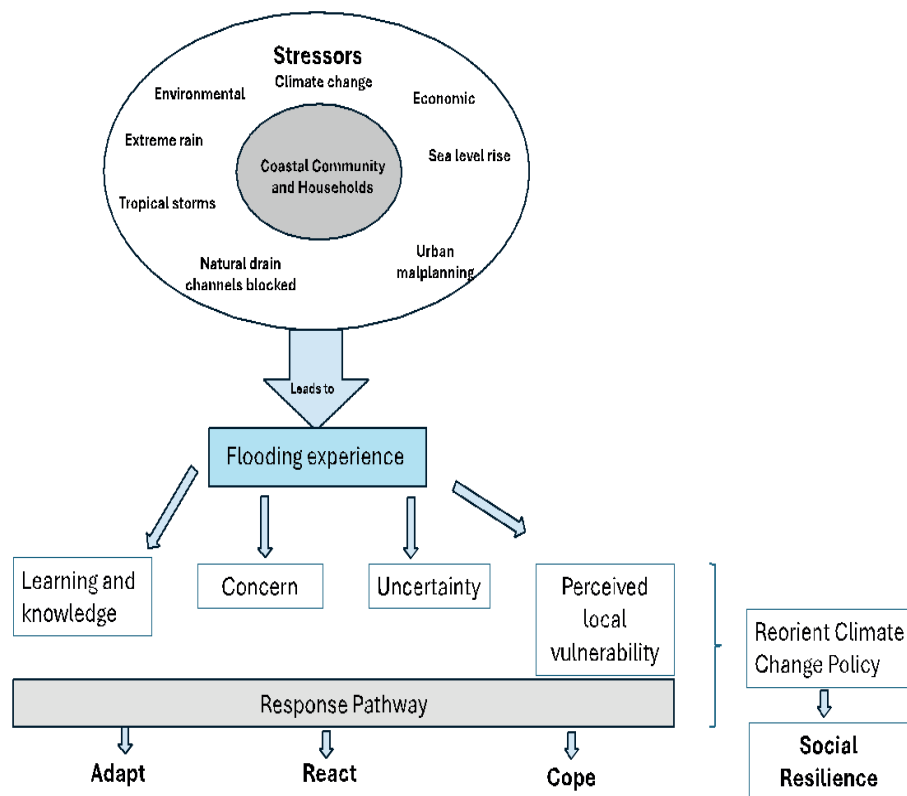 Stressors
Climate change
Environmental
Economic
Extreme rain
Sea level rise
Coastal Community
and Households
Tropical storms
Urban
malplanning
Natural drain
channels blocked
Leads to
Flooding experience
Learning and
knowledge
Concern
Uncertainty
Perceived
local
vulnerability
Reorient Climate
Change Policy
Response Pathway
Adapt
React
Cope
Social
Resilience